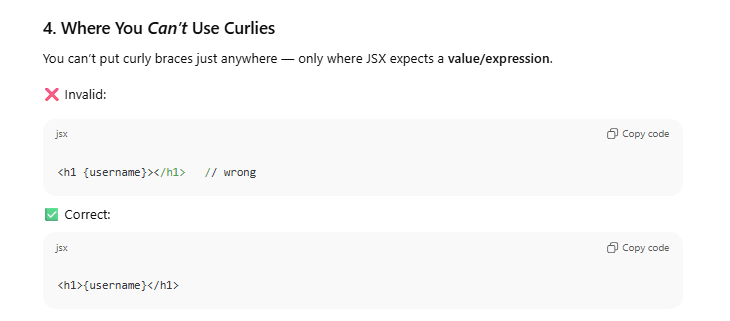 4. Where You Can’t Use Curlies
You can’t put curly braces just anywhere — only where JSX expects a value/expression.
❌ Invalid:
jsx
Copy code
<h1 {username}></h1>   // wrong
✅ Correct:
jsx
Copy code
<h1>{username}</h1>